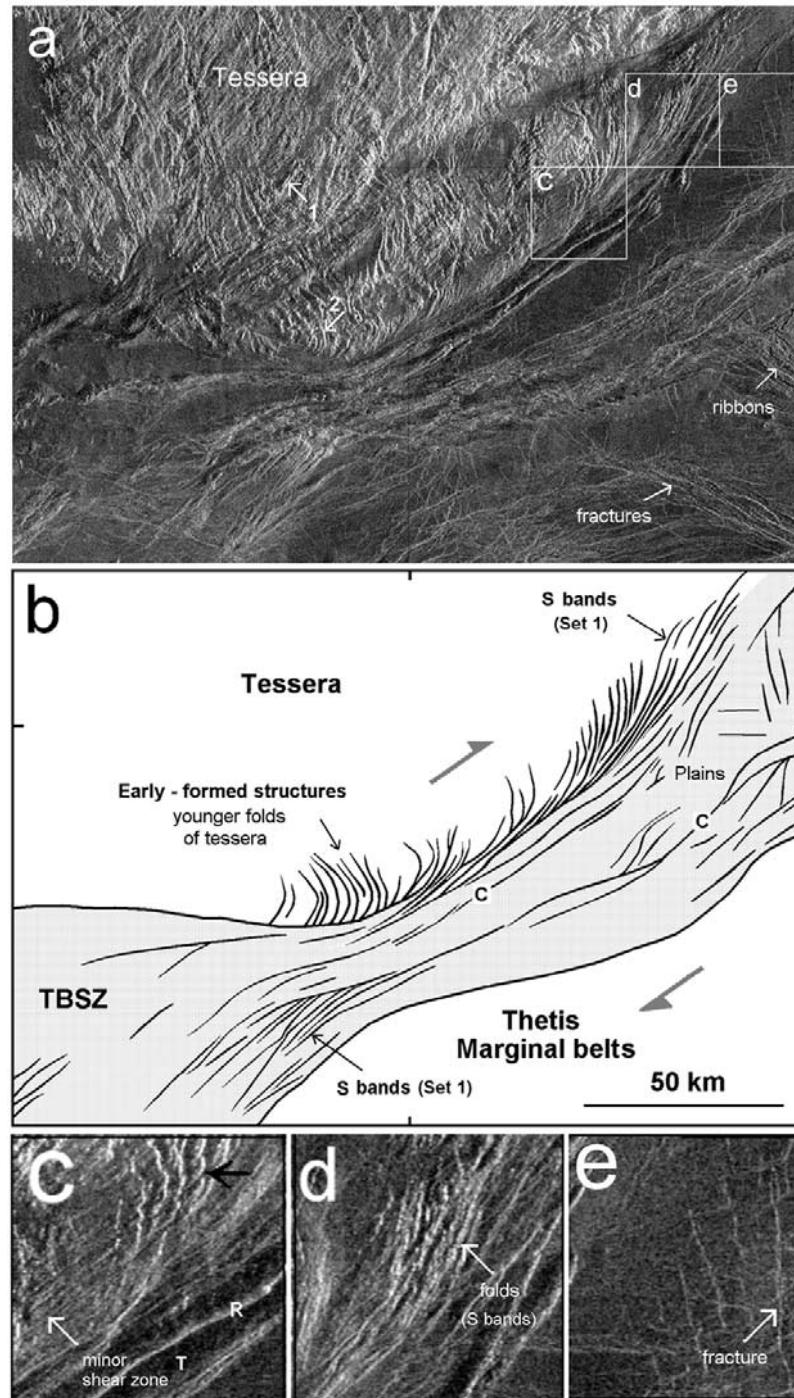 a
Tessera
d
e
c
1
2
ribbons
fractures
b
S bands
(Set 1)
Tessera
Early - formed structures
younger folds
of tessera
Plains
C
C
TBSZ
Thetis
Marginal belts
S bands (Set 1)
50 km
c
R
T
minor
shear zone
d
folds
(S bands)
e
fracture